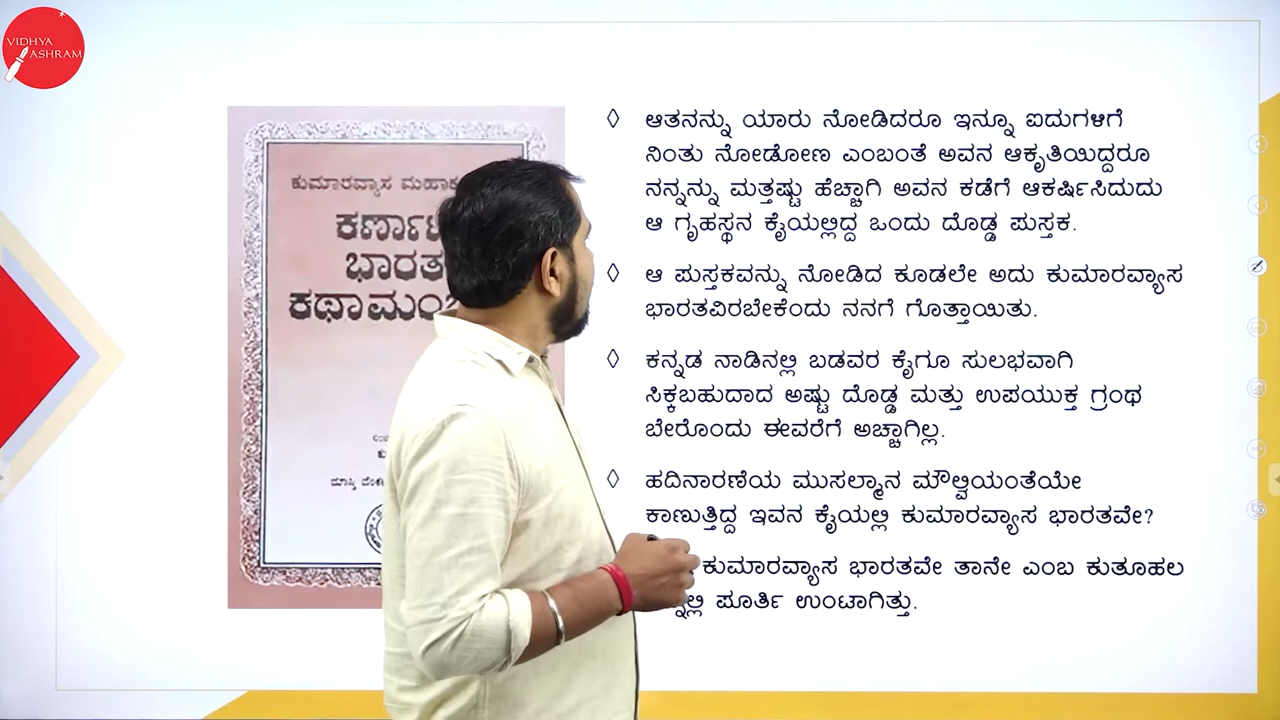 VIDHYA
ASHRAM
ಕುಮಾರವ್ಯಾಸ
ಭಾರತ
ಆತನನ್ನು ಯಾರು ನೋಡಿದರೂ ಇನ್ನೂ ಐದುಗಳಿಗೆ
ನಿಂತು ನೋಡೋಣ ಎಂಬಂತೆ ಅವನ ಆಕೃತಿಯಿದ್ದರೂ
ನನ್ನನ್ನು ಮತ್ತಷ್ಟು ಹೆಚ್ಚಾಗಿ ಅವನ ಕಡೆಗೆ ಆಕರ್ಷಿಸಿದುದು
ಆ ಗೃಹಸ್ಥನ ಕೈಯಲ್ಲಿದ್ದ ಒಂದು ದೊಡ್ಡ ಪುಸ್ತಕ.
ಆ ಪುಸ್ತಕವನ್ನು ನೋಡಿದ ಕೂಡಲೇ ಅದು ಕುಮಾರವ್ಯಾಸ
ಭಾರತವಿರಬೇಕೆಂದು ನನಗೆ ಗೊತ್ತಾಯಿತು.
ಕನ್ನಡ ನಾಡಿನಲ್ಲಿ ಬಡವರ ಕೈಗೂ ಸುಲಭವಾಗಿ
ಸಿಕ್ಕಬಹುದಾದ ಅಷ್ಟು ದೊಡ್ಡ ಮತ್ತು ಉಪಯುಕ್ತ ಗ್ರಂಥ
ಬೇರೊಂದು ಈವರೆಗೆ ಅಚ್ಚಾಗಿಲ್ಲ.
ಹದಿನಾರಣೆಯ ಮುಸಲ್ಮಾನ ಮೌಲ್ವಿಯಂತೆಯೇ
ಕಾಣುತ್ತಿದ್ದ ಇವನ ಕೈಯಲ್ಲಿ ಕುಮಾರವ್ಯಾಸ ಭಾರತವೇ?
ಕುಮಾರವ್ಯಾಸ ಭಾರತವೇ ತಾನೇ ಎಂಬ ಕುತೂಹಲ
ಪೂರ್ತಿ ಉಂಟಾಗಿತ್ತು.